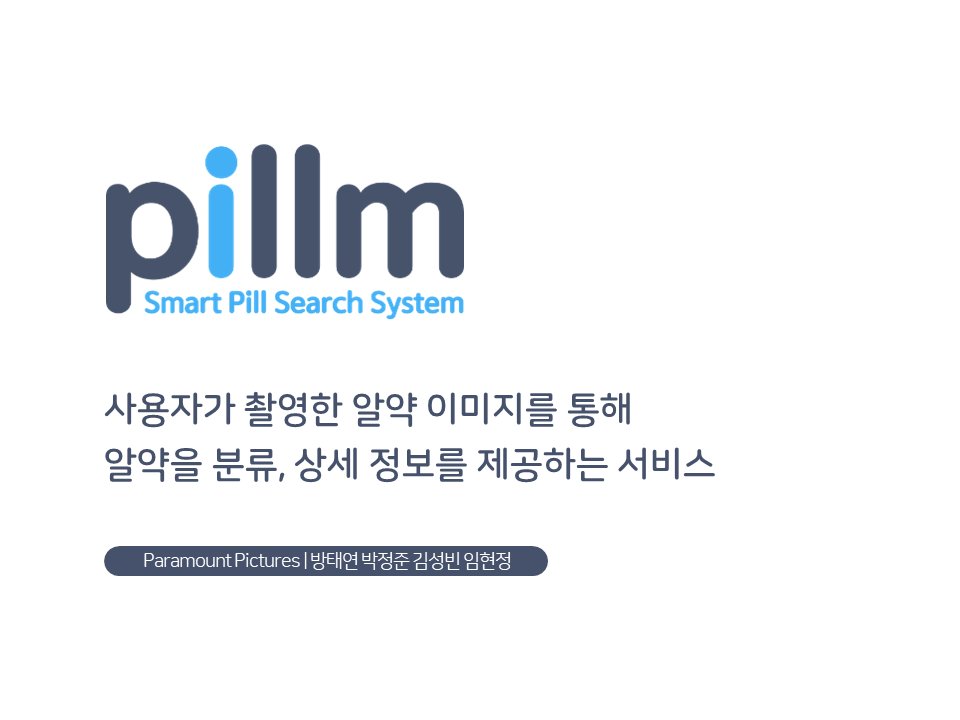 pillm
Smart Pill Search System
사용자가 촬영한 알약 이미지를 통해
알약을 분류, 상세 정보를 제공하는 서비스
Paramount Pictures | 방태연 박정준 김성빈 임현정